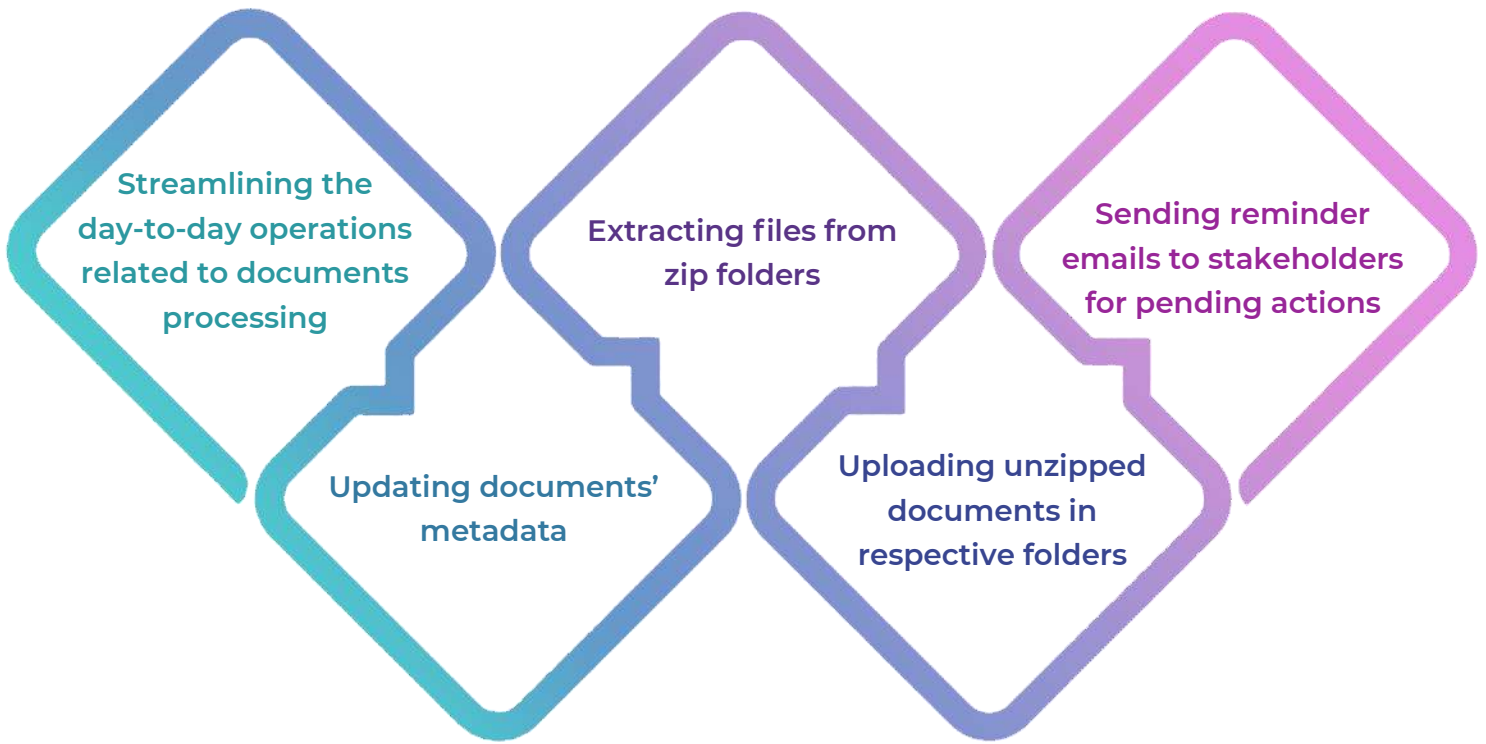 Streamlining the
day-to-day operations
related to documents
processing
Updating documents’
metadata
Extracting files from
zip folders
Uploading unzipped
documents in
respective folders
Sending reminder
emails to stakeholders
for pending actions